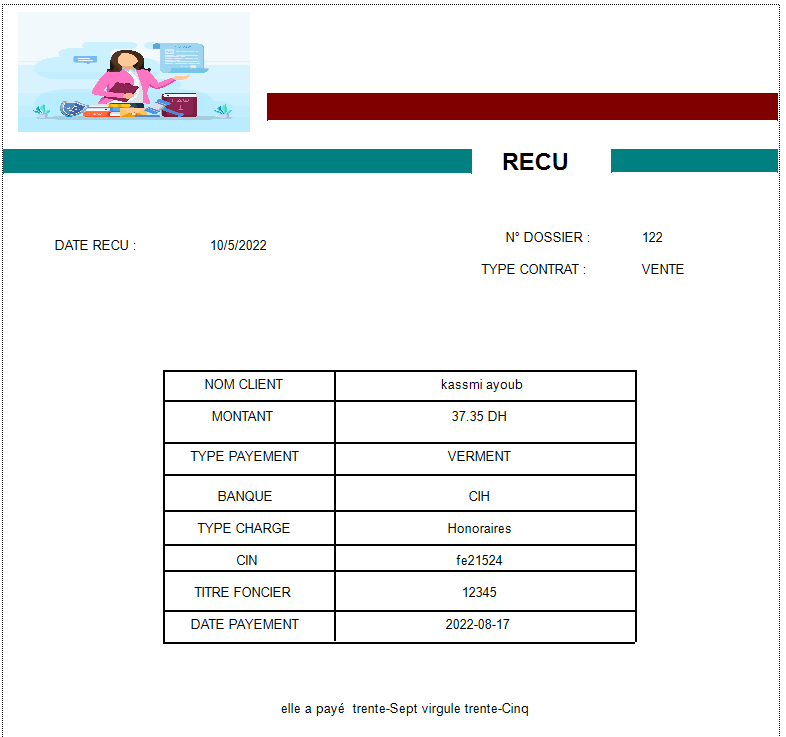 RECU
DATE RECU : 10/5/2022
N° DOSSIER : 122
TYPE CONTRAT : VENTE
NOM CLIENT kassmi ayoub
MONTANT 37.35 DH
TYPE PAYEMENT VERMENT
BANQUE CIH
TYPE CHARGE Honoraires
CIN fe21524
TITRE FONCIER 12345
DATE PAYEMENT 2022-08-17
elle a payé trente-Sept virgule trente-Cinq